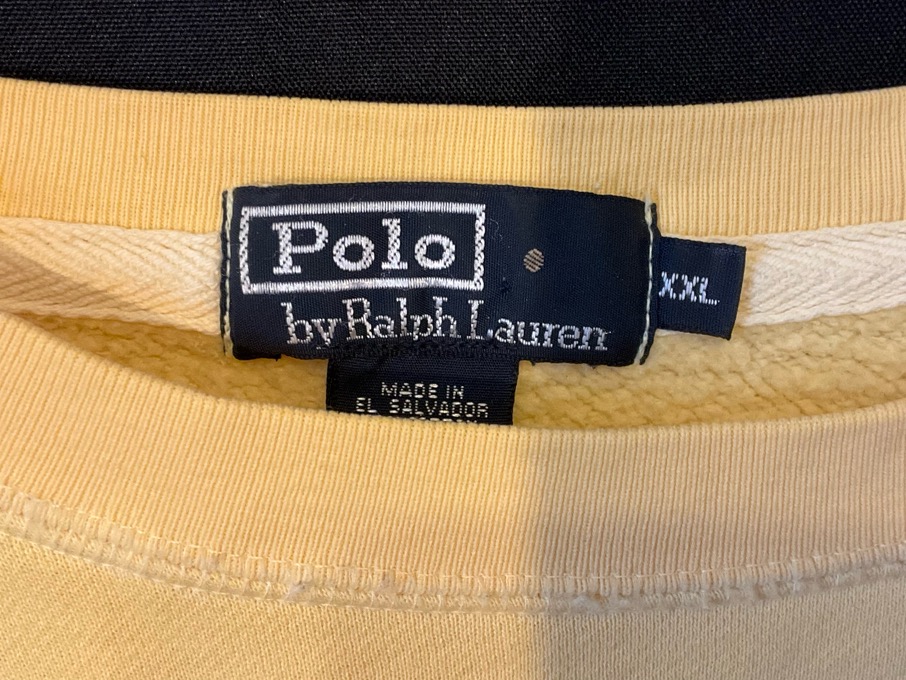 Polo
by Ralph Lauren
XXL
MADE IN
EL SALVADOR